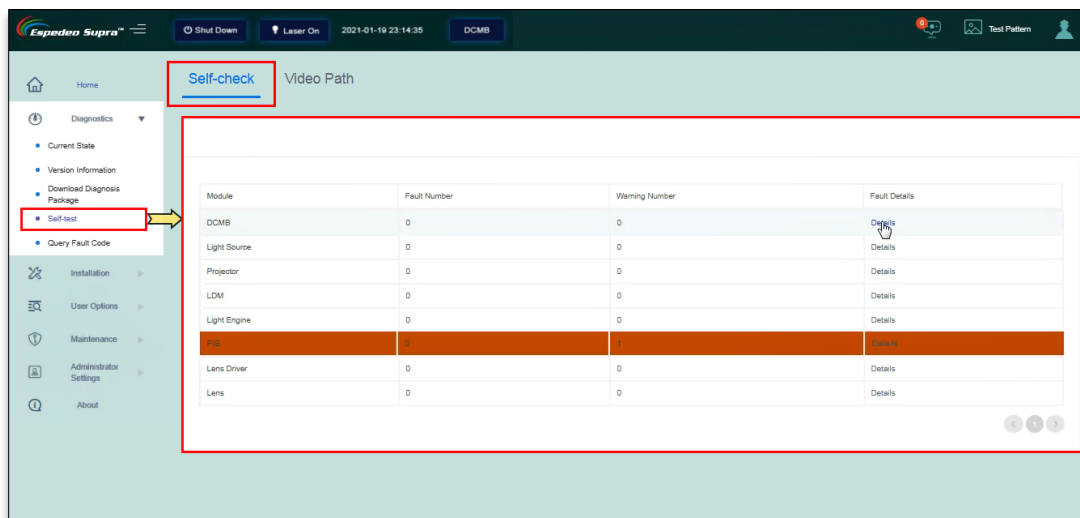 Espedeo Supra™
Shut Down
Laser On
2021-01-19 23:14:35
DCMB
0
Test Pattern
Home
Diagnostics
Current State
Version Information
Download Diagnosis
Package
Self-test
Query Fault Code
Installation
User Options
Maintenance
Administrator
Settings
About
Self-check Video Path
Module Fault Number Warning Number Fault Details
DCMB 0 0 Details
Light Source 0 0 Details
Projector 0 0 Details
LDM 0 0 Details
Light Engine 0 0 Details
PIB 0 1 Details
Lens Driver 0 0 Details
Lens 0 0 Details
< 1 >